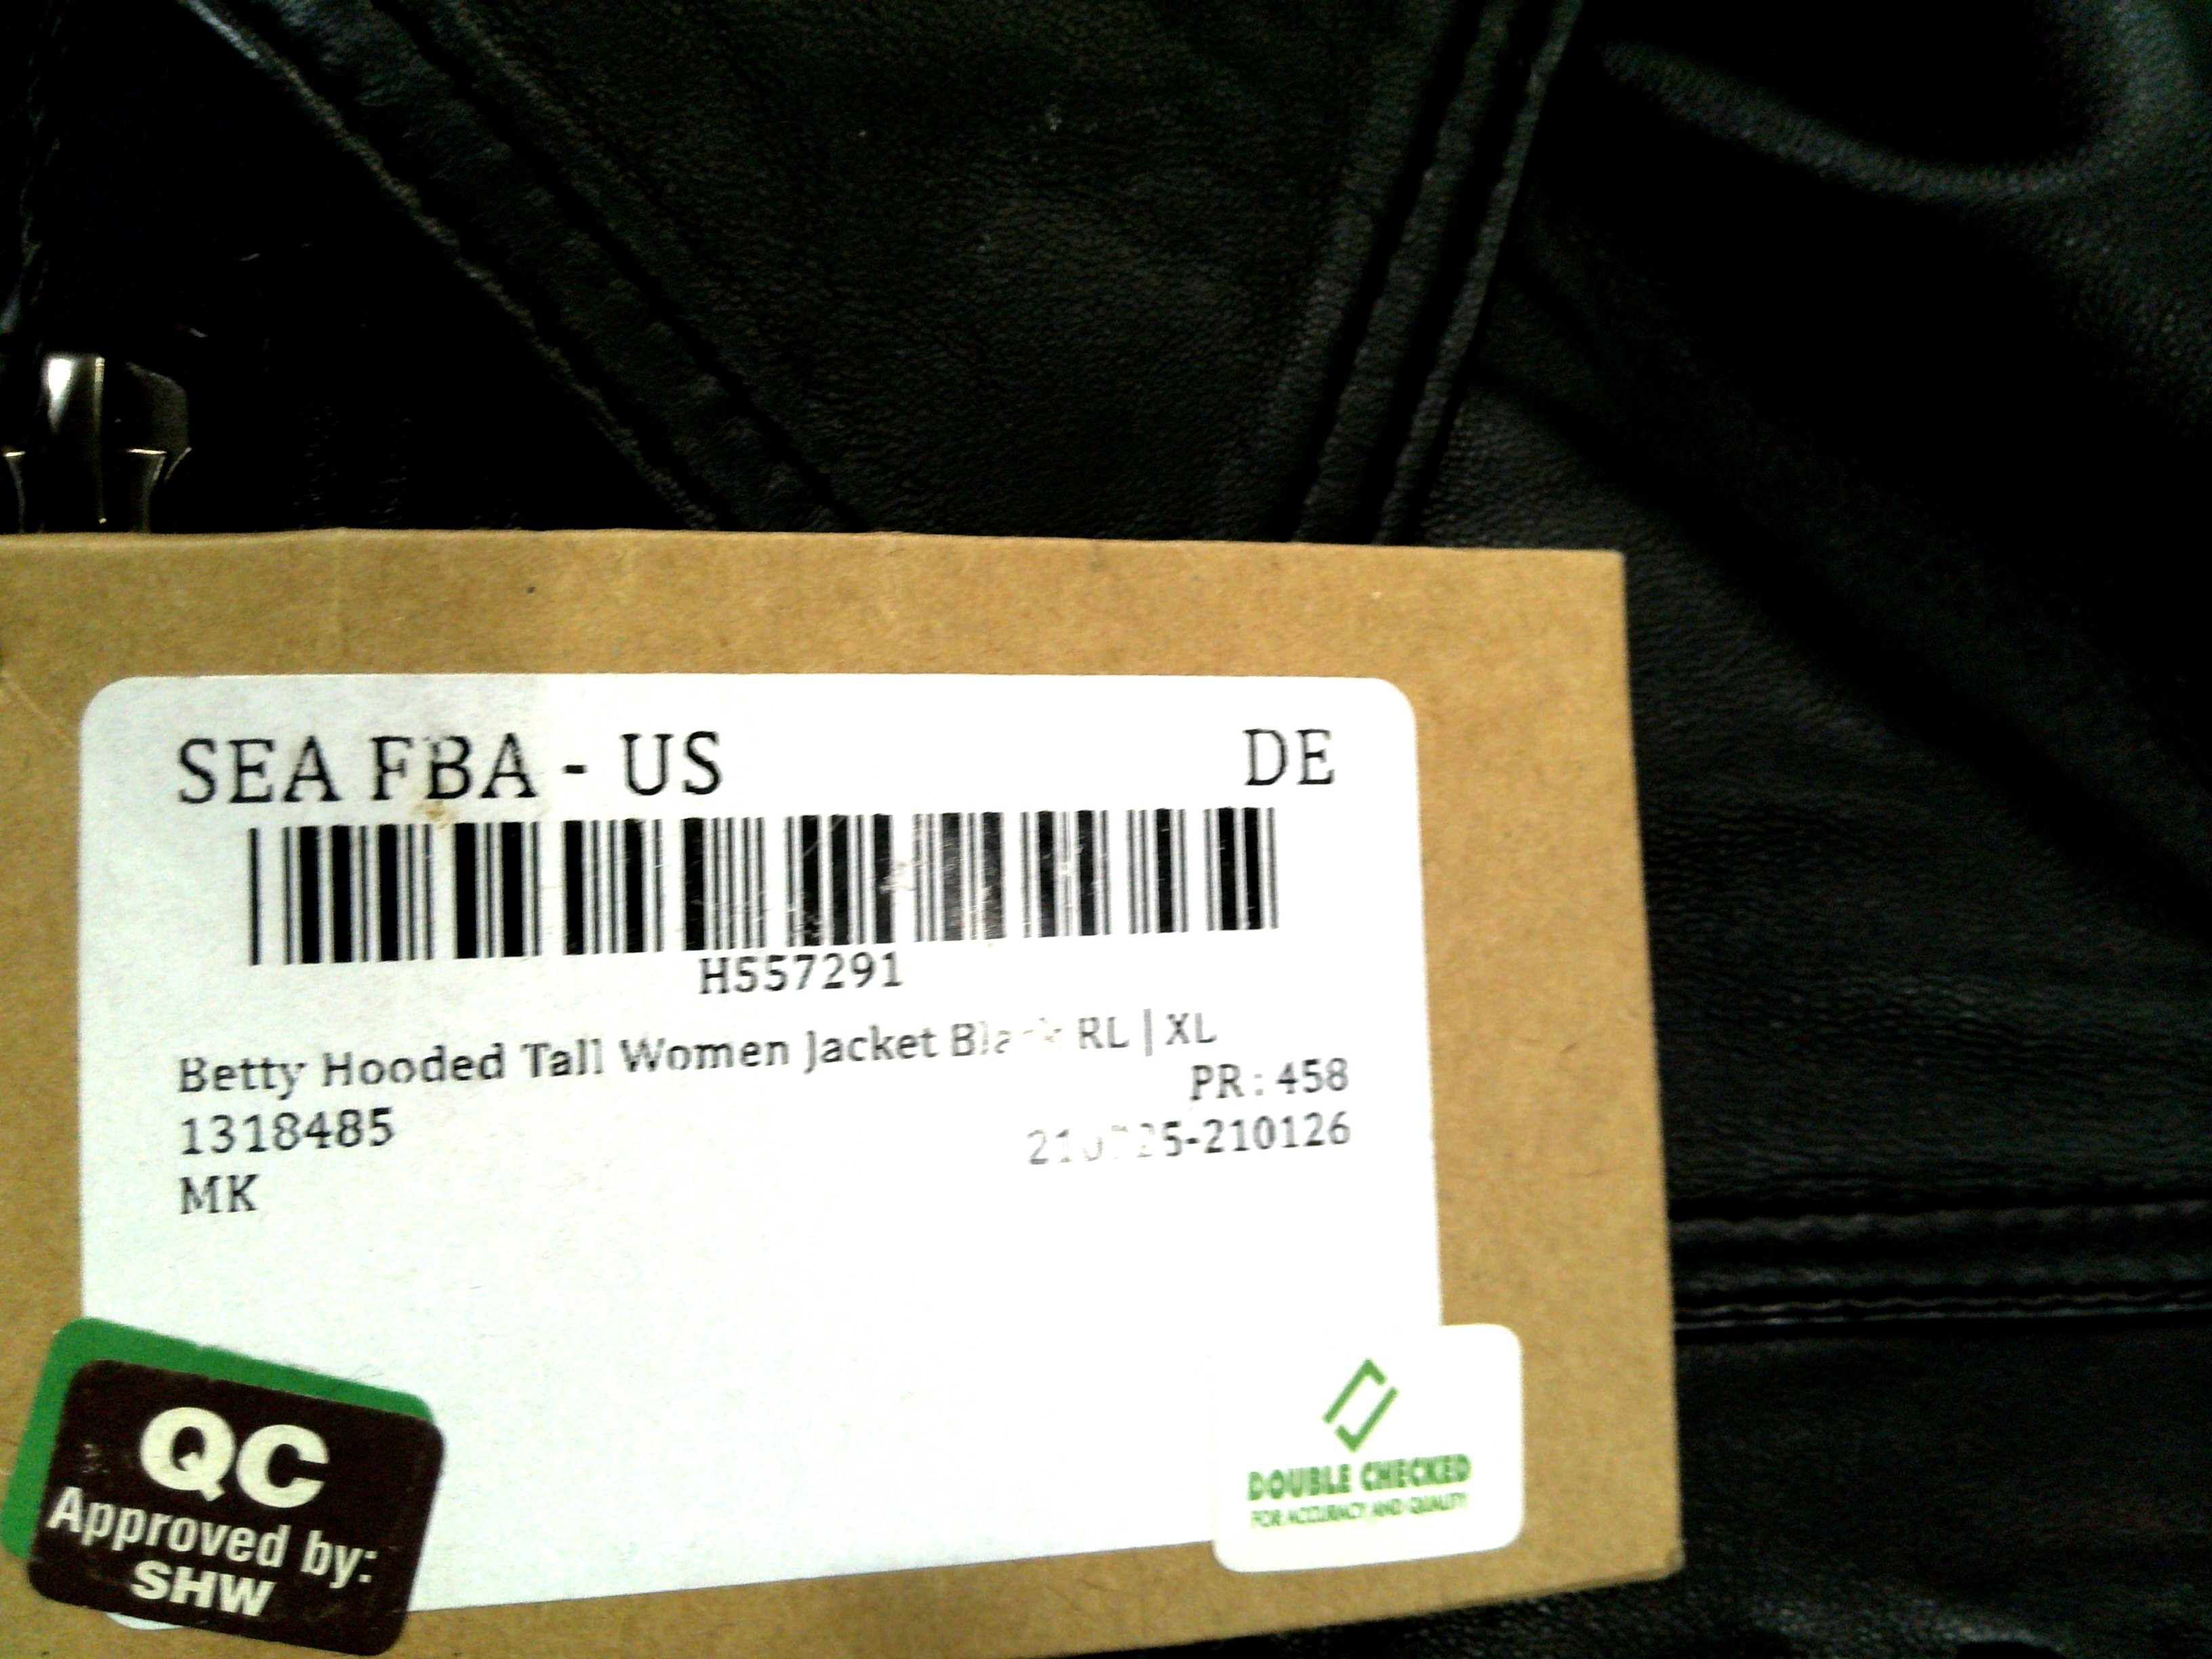 SEA FBA - US DE
H557291
Betty Hooded Tall Women Jacket Black RL | XL
PR : 458
1318485
MK
QC
Approved by:
SHW
DOUBLE CHECKED
FOR ACCURACY AND QUALITY